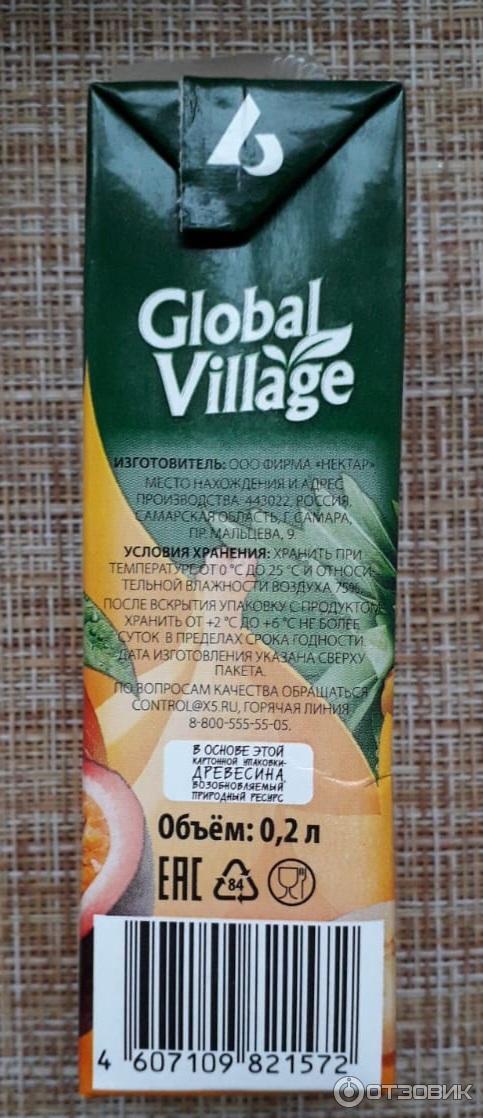 Global
Village
ИЗГОТОВИТЕЛЬ: ООО ФИРМА «НЕКТАР»
МЕСТО НАХОЖДЕНИЯ И АДРЕС
ПРОИЗВОДСТВА: 443022, РОССИЯ,
САМАРСКАЯ ОБЛАСТЬ, Г. САМАРА,
ПР. МАЛЬЦЕВА, 9.
УСЛОВИЯ ХРАНЕНИЯ: ХРАНИТЬ ПРИ
ТЕМПЕРАТУРЕ ОТ 0 °С ДО 25 °С И ОТНОСИ-
ТЕЛЬНОЙ ВЛАЖНОСТИ ВОЗДУХА 75%.
ПОСЛЕ ВСКРЫТИЯ УПАКОВКУ С ПРОДУКТОМ
ХРАНИТЬ ОТ +2 °С ДО +6 °С НЕ БОЛЕЕ
СУТОК В ПРЕДЕЛАХ СРОКА ГОДНОСТИ.
ДАТА ИЗГОТОВЛЕНИЯ УКАЗАНА СВЕРХУ
ПАКЕТА.
ПО ВОПРОСАМ КАЧЕСТВА ОБРАЩАТЬСЯ
CONTROL@X5.RU, ГОРЯЧАЯ ЛИНИЯ
8-800-555-55-05.
В ОСНОВЕ ЭТОЙ
КАРТОННОЙ УПАКОВКИ-
ДРЕВЕСИНА
ВОЗОБНОВЛЯЕМЫЙ
ПРИРОДНЫЙ РЕСУРС
Объём: 0,2 л
ЕАС 84
4 607109 821572
ОТЗОВИК